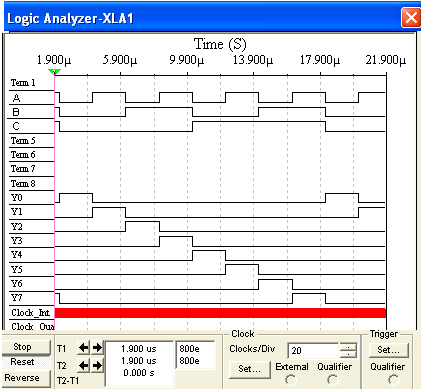 Logic Analyzer-XLA1
Time (S)
1.900µ 5.900µ 9.900µ 13.900µ 17.900µ 21.900µ
Term 1
A
B
C
Term 5
Term 6
Term 7
Term 8
Y0
Y1
Y2
Y3
Y4
Y5
Y6
Y7
Clock_Int
Clock_Qua
Stop
Reset
Reverse
T1 1.900 us 800e
T2 1.900 us 800e
T2-T1 0.000 s
Clock
Clocks/Div 20
Set... External Qualifier
Trigger
Set...
Qualifier